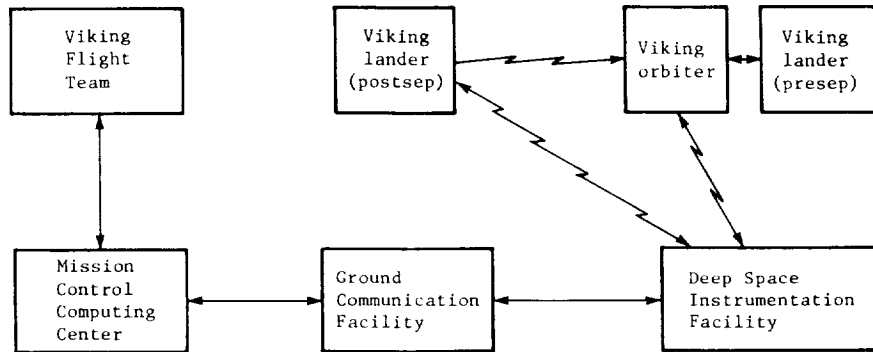 Viking
Flight
Team
Viking
lander
(postsep)
Viking
orbiter
Viking
lander
(presep)
Mission
Control
Computing
Center
Ground
Communication
Facility
Deep Space
Instrumentation
Facility